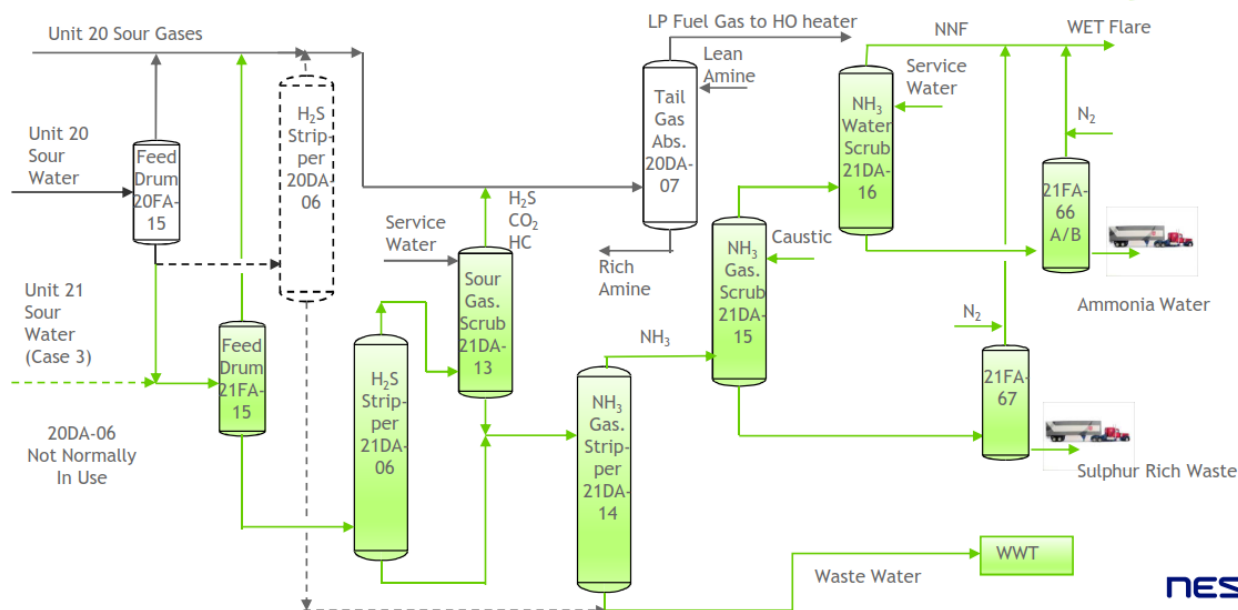 LP Fuel Gas to HO heater
Unit 20 Sour Gases
NNF
WET Flare
Lean
Amine
Service
Water
H₂S
Strip-
per
20DA-
06
Tail
Gas
Abs.
20DA-
07
NH₃
Water
Scrub
21DA-
16
N₂
Unit 20
Sour
Water
Feed
Drum
20FA-
15
21FA-
66
A/B
H₂S
CO₂
HC
Service
Water
Caustic
Rich
Amine
NH₃
Gas.
Scrub
21DA-
15
Sour
Gas.
Scrub
21DA-
13
Ammonia Water
Unit 21
Sour
Water
(Case 3)
N₂
Feed
Drum
21FA-
15
NH₃
H₂S
Strip-
per
21DA-
06
21FA-
67
NH₃
Gas.
Strip-
per
21DA-
14
20DA-06
Not Normally
In Use
Sulphur Rich Waste
WWT
Waste Water
NES